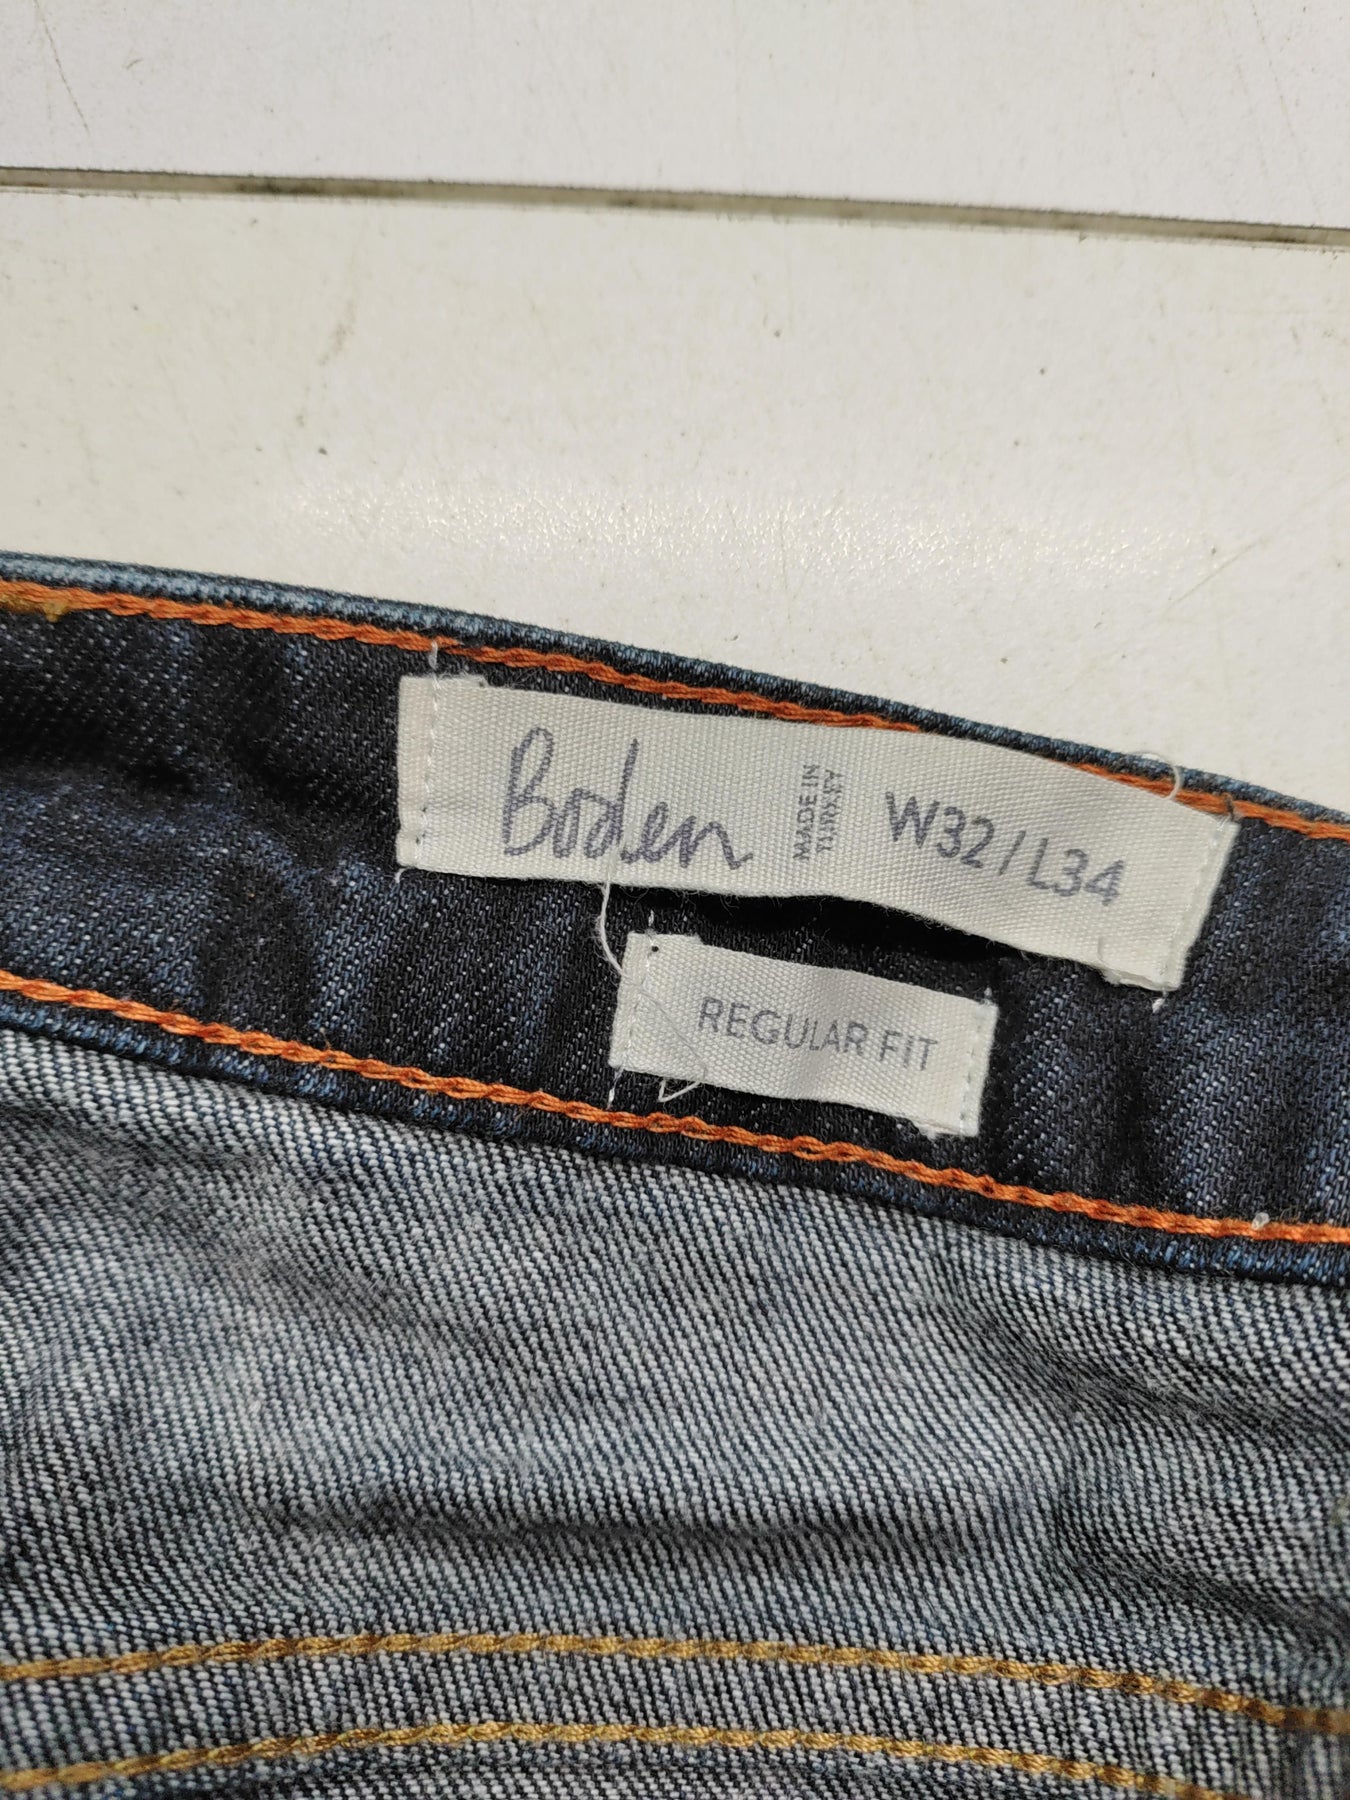 Boden
MADE IN
TURKEY
W32/L34
REGULAR FIT